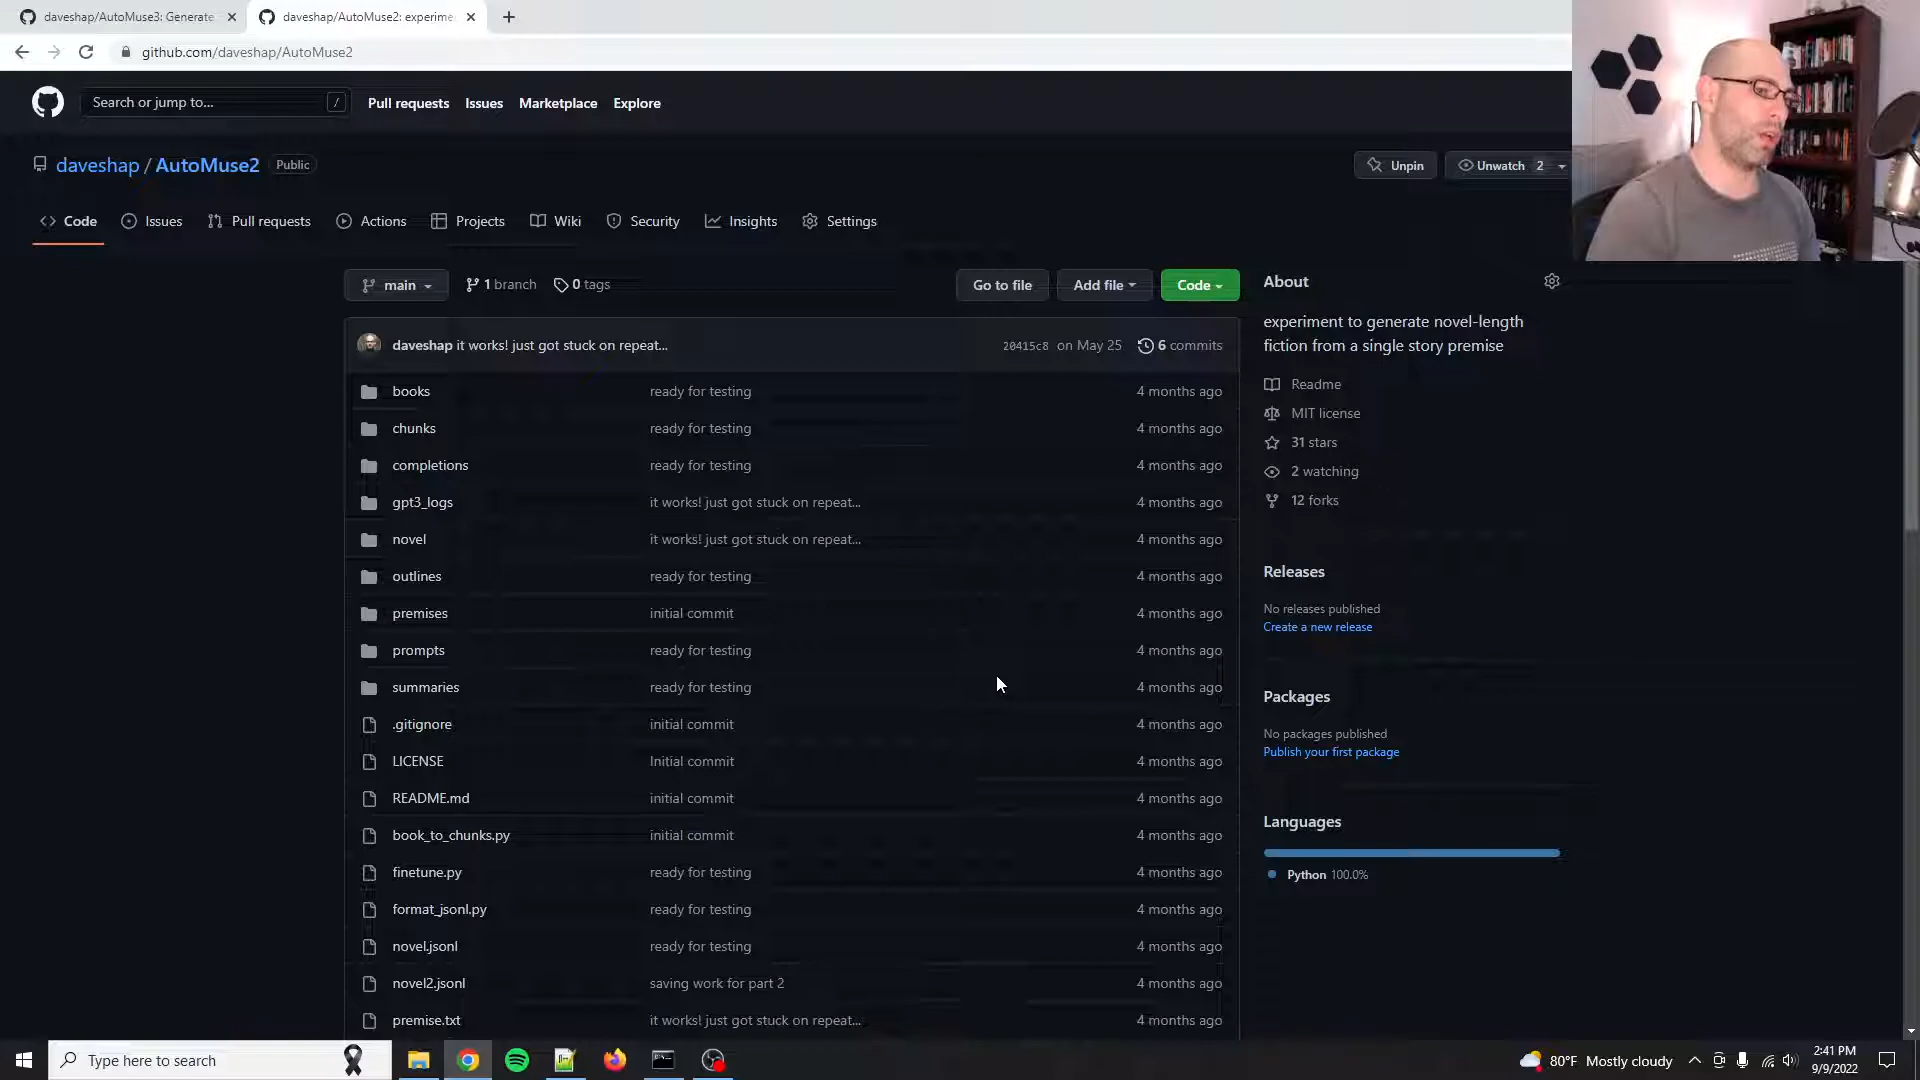 daveshap/AutoMuse3: Generate
daveshap/AutoMuse2: experime
github.com/daveshap/AutoMuse2
Search or jump to...
/
Pull requests
Issues
Marketplace
Explore
daveshap / AutoMuse2
Public
Unpin
Unwatch 2
Code
Issues
Pull requests
Actions
Projects
Wiki
Security
Insights
Settings
main
1 branch
0 tags
Go to file
Add file
Code
About
experiment to generate novel-length
fiction from a single story premise
Readme
MIT license
31 stars
2 watching
12 forks
Releases
No releases published
Create a new release
Packages
No packages published
Publish your first package
Languages
Python 100.0%
daveshap it works! just got stuck on repeat... 20415c8 on May 25 6 commits
books ready for testing 4 months ago
chunks ready for testing 4 months ago
completions ready for testing 4 months ago
gpt3_logs it works! just got stuck on repeat... 4 months ago
novel it works! just got stuck on repeat... 4 months ago
outlines ready for testing 4 months ago
premises initial commit 4 months ago
prompts ready for testing 4 months ago
summaries ready for testing 4 months ago
.gitignore initial commit 4 months ago
LICENSE Initial commit 4 months ago
README.md initial commit 4 months ago
book_to_chunks.py initial commit 4 months ago
finetune.py ready for testing 4 months ago
format_jsonl.py ready for testing 4 months ago
novel.jsonl ready for testing 4 months ago
novel2.jsonl saving work for part 2 4 months ago
premise.txt it works! just got stuck on repeat... 4 months ago
Type here to search
80°F Mostly cloudy
2:41 PM
9/9/2022